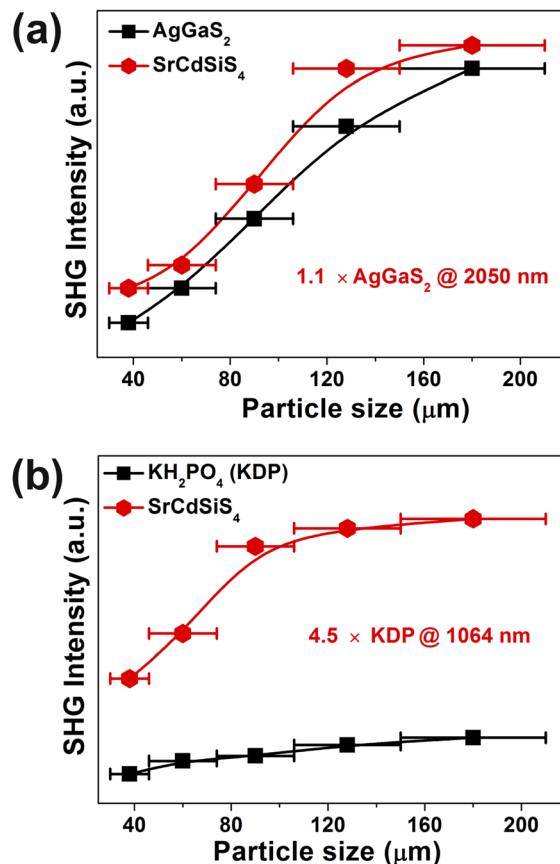 (a)
AgGaS₂
SrCdSiS₄
SHG Intensity (a.u.)
1.1 × AgGaS₂ @ 2050 nm
40 80 120 160 200
Particle size (μm)
(b)
KH₂PO₄ (KDP)
SrCdSiS₄
SHG Intensity (a.u.)
4.5 × KDP @ 1064 nm
40 80 120 160 200
Particle size (μm)